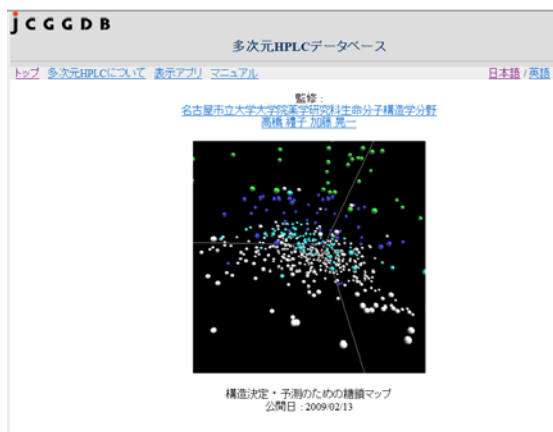 jCGGDB
多次元HPLCデータベース
トップ 多次元HPLCについて 表示アプリ マニュアル 日本語 / 英語
監修 :
名古屋市立大学大学院薬学研究科生命分子構造学分野
高橋 禮子 加藤 晃一
構造決定・予測のための糖鎖マップ
公開日 : 2009/02/13